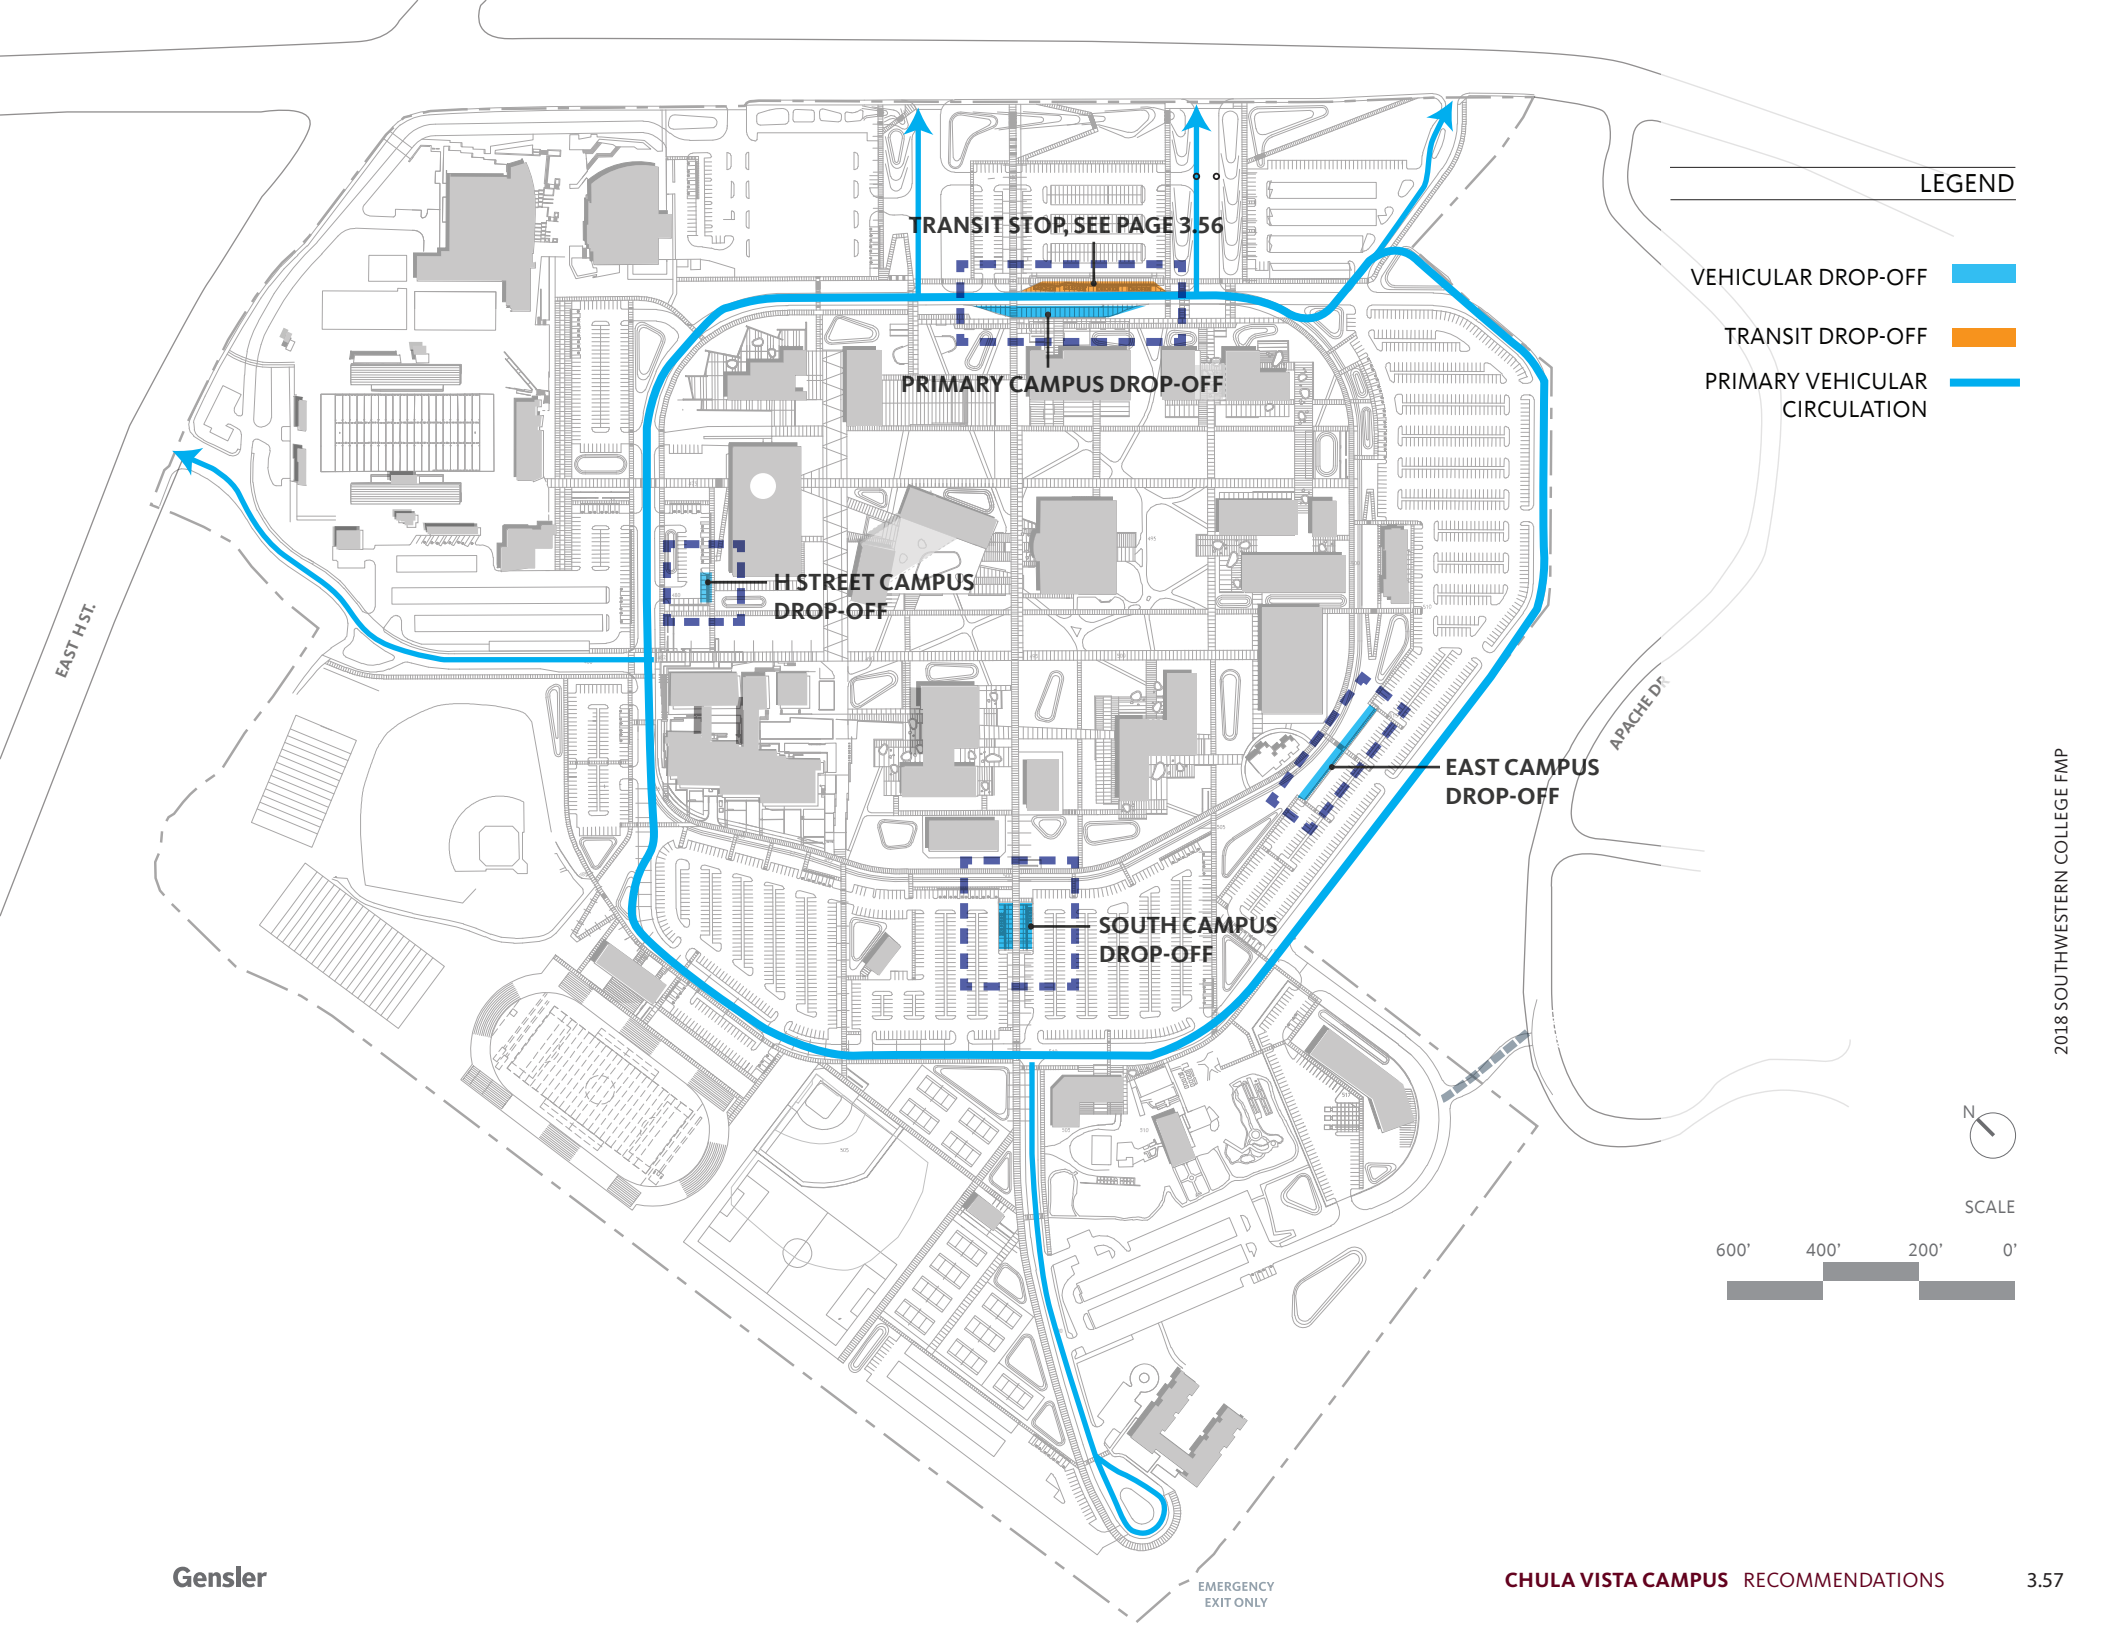 TRANSIT STOP, SEE PAGE 3.56
PRIMARY CAMPUS DROP-OFF
H STREET CAMPUS
DROP-OFF
EAST CAMPUS
DROP-OFF
SOUTH CAMPUS
DROP-OFF
EAST H ST.
APACHE DR
LEGEND
VEHICULAR DROP-OFF
TRANSIT DROP-OFF
PRIMARY VEHICULAR
CIRCULATION
2018 SOUTHWESTERN COLLEGE FMP
N
SCALE
600' 400' 200' 0'
EMERGENCY
EXIT ONLY
Gensler
CHULA VISTA CAMPUS RECOMMENDATIONS 3.57